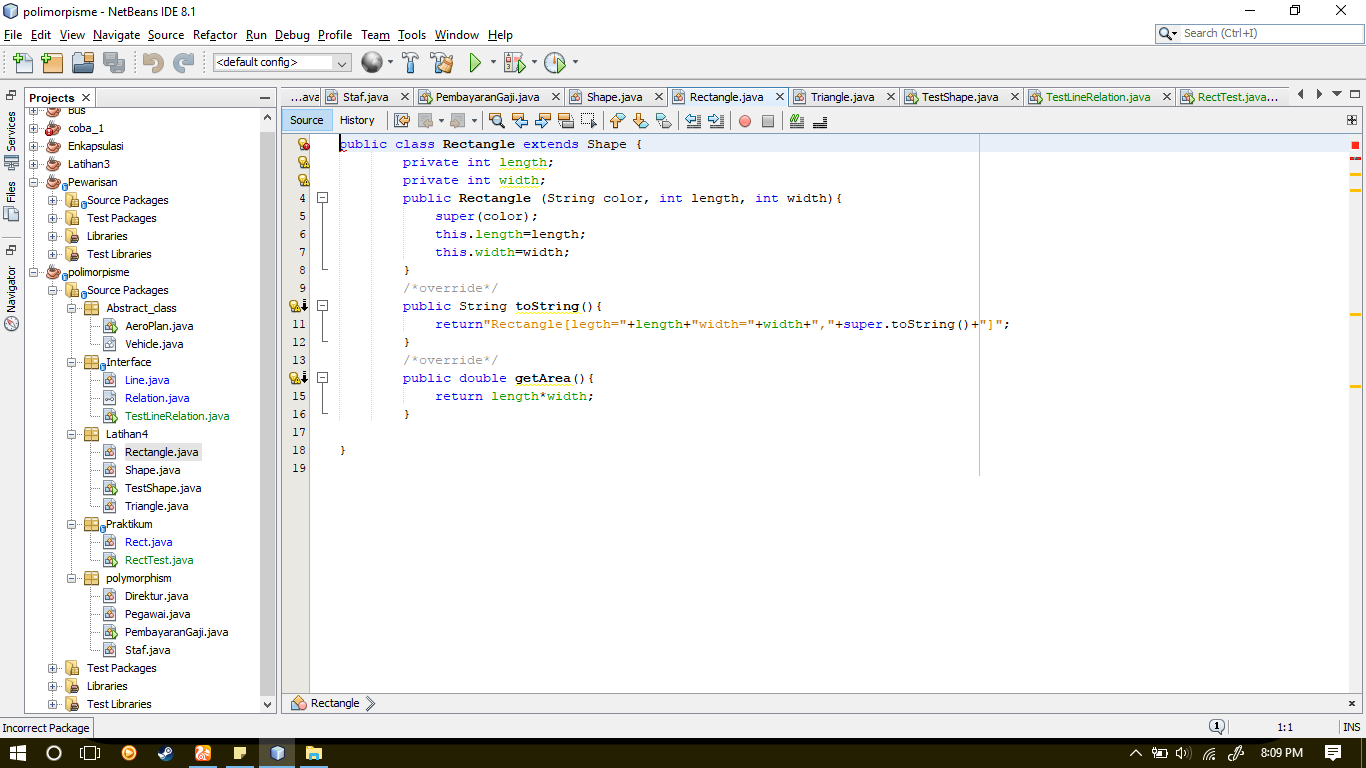 polimorpisme - NetBeans IDE 8.1
File Edit View Navigate Source Refactor Run Debug Profile Team Tools Window Help
Search (Ctrl+I)
<default config>
Projects
...ava Staf.java PembayaranGaji.java Shape.java Rectangle.java Triangle.java TestShape.java TestLineRelation.java RectTest.java...
Source History
Services
Files
Navigator
Bus
coba_1
Enkapsulasi
Latihan3
Pewarisan
Source Packages
Test Packages
Libraries
Test Libraries
polimorpisme
Source Packages
Abstract_class
AeroPlan.java
Vehicle.java
Interface
Line.java
Relation.java
TestLineRelation.java
Latihan4
Rectangle.java
Shape.java
TestShape.java
Triangle.java
Praktikum
Rect.java
RectTest.java
polymorphism
Direktur.java
Pegawai.java
PembayaranGaji.java
Staf.java
Test Packages
Libraries
Test Libraries
public class Rectangle extends Shape {
private int length;
private int width;
4 public Rectangle (String color, int length, int width){
5 super(color);
6 this.length=length;
7 this.width=width;
8 }
9 /*override*/
public String toString(){
11 return"Rectangle[legth="+length+"width="+width+","+super.toString()+"]";
12 }
13 /*override*/
public double getArea(){
15 return length*width;
16 }
17
18 }
19
Rectangle
Incorrect Package
1
1:1
INS
8:09 PM